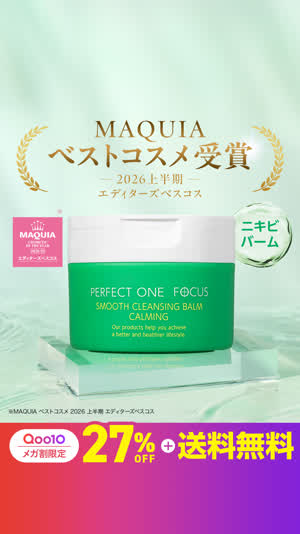 MAQUIA
ベストコスメ受賞
2026上半期
エディターズベスコス
MAQUIA
エディターズベスコス
ニキビ
バーム
PERFECT ONE FOCUS
SMOOTH CLEANSING BALM
CALMING
Our products help you achieve
a better and healthier lifestyle
※MAQUIA ベストコスメ 2026 上半期 エディターズベスコス
Qoo10
メガ割限定
27%OFF
+送料無料